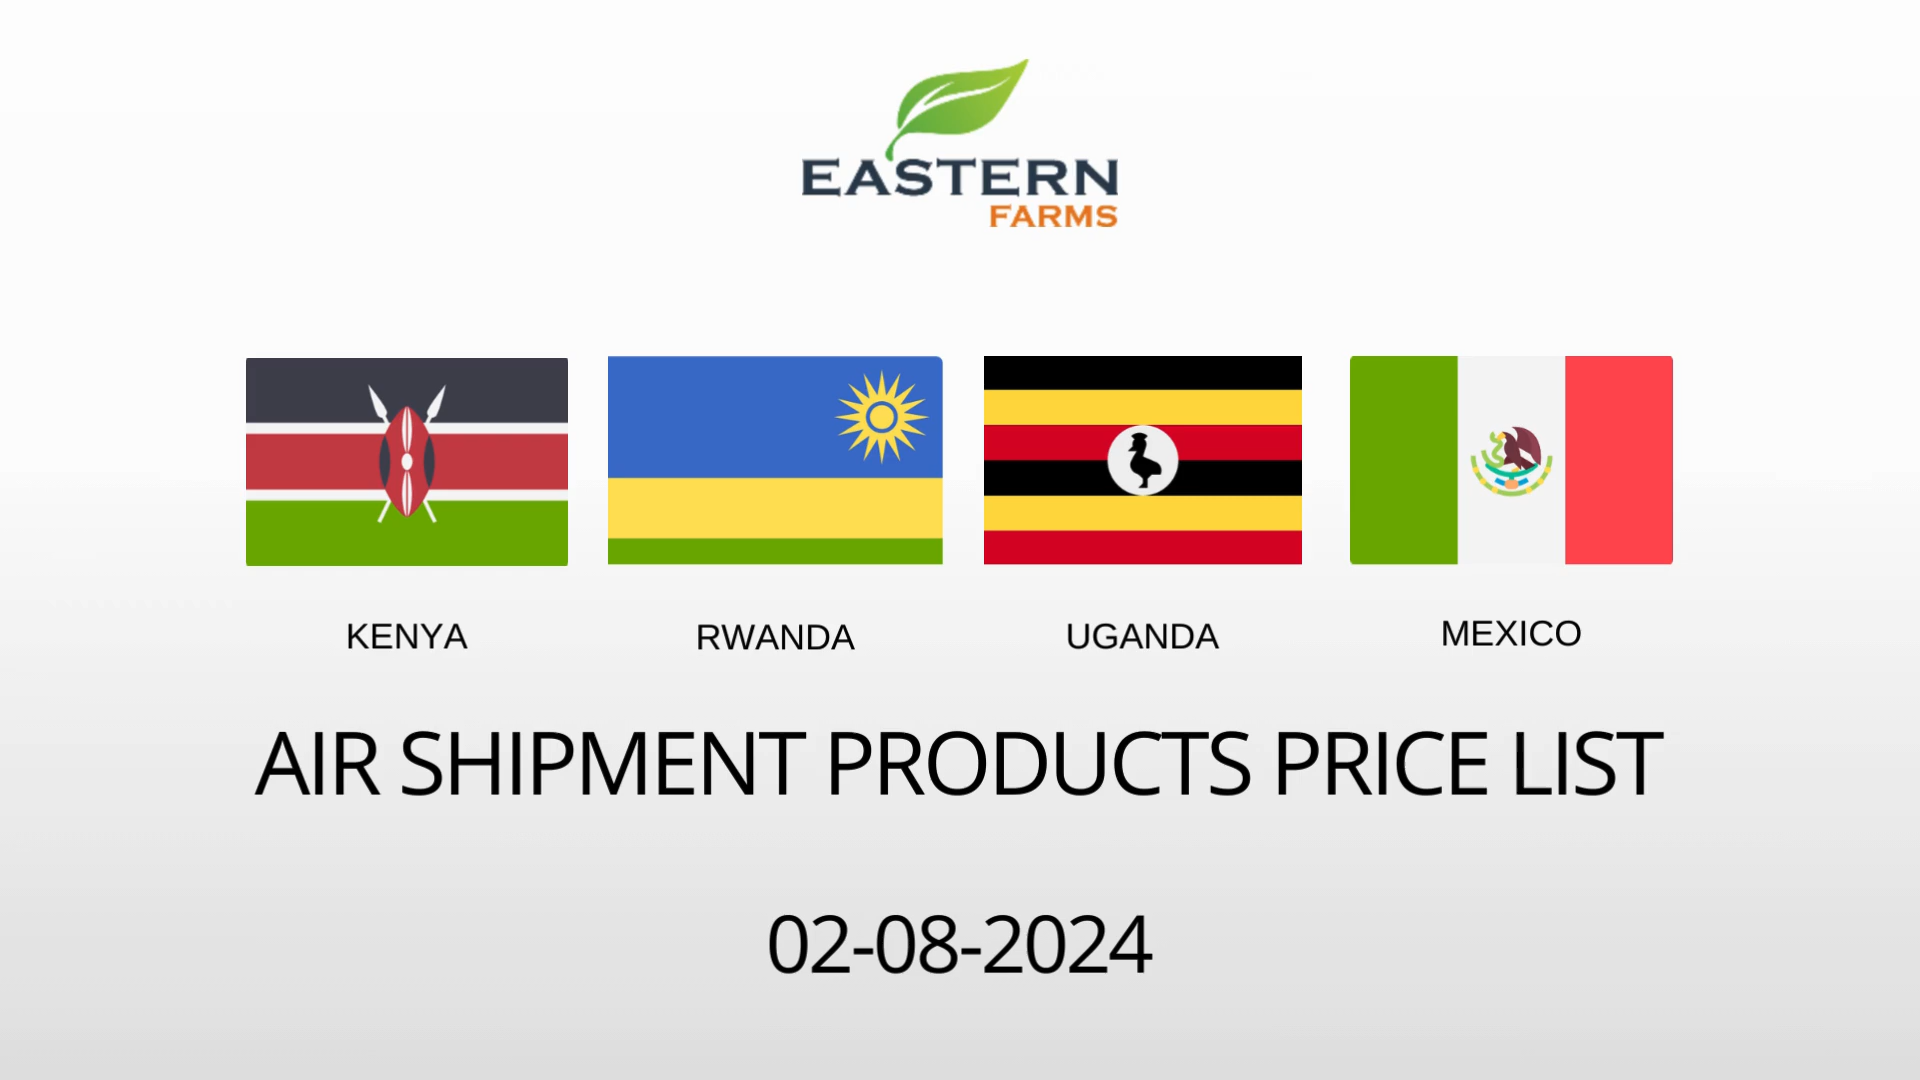 EASTERN
FARMS
KENYA
RWANDA
UGANDA
MEXICO
AIR SHIPMENT PRODUCTS PRICE LIST
02-08-2024